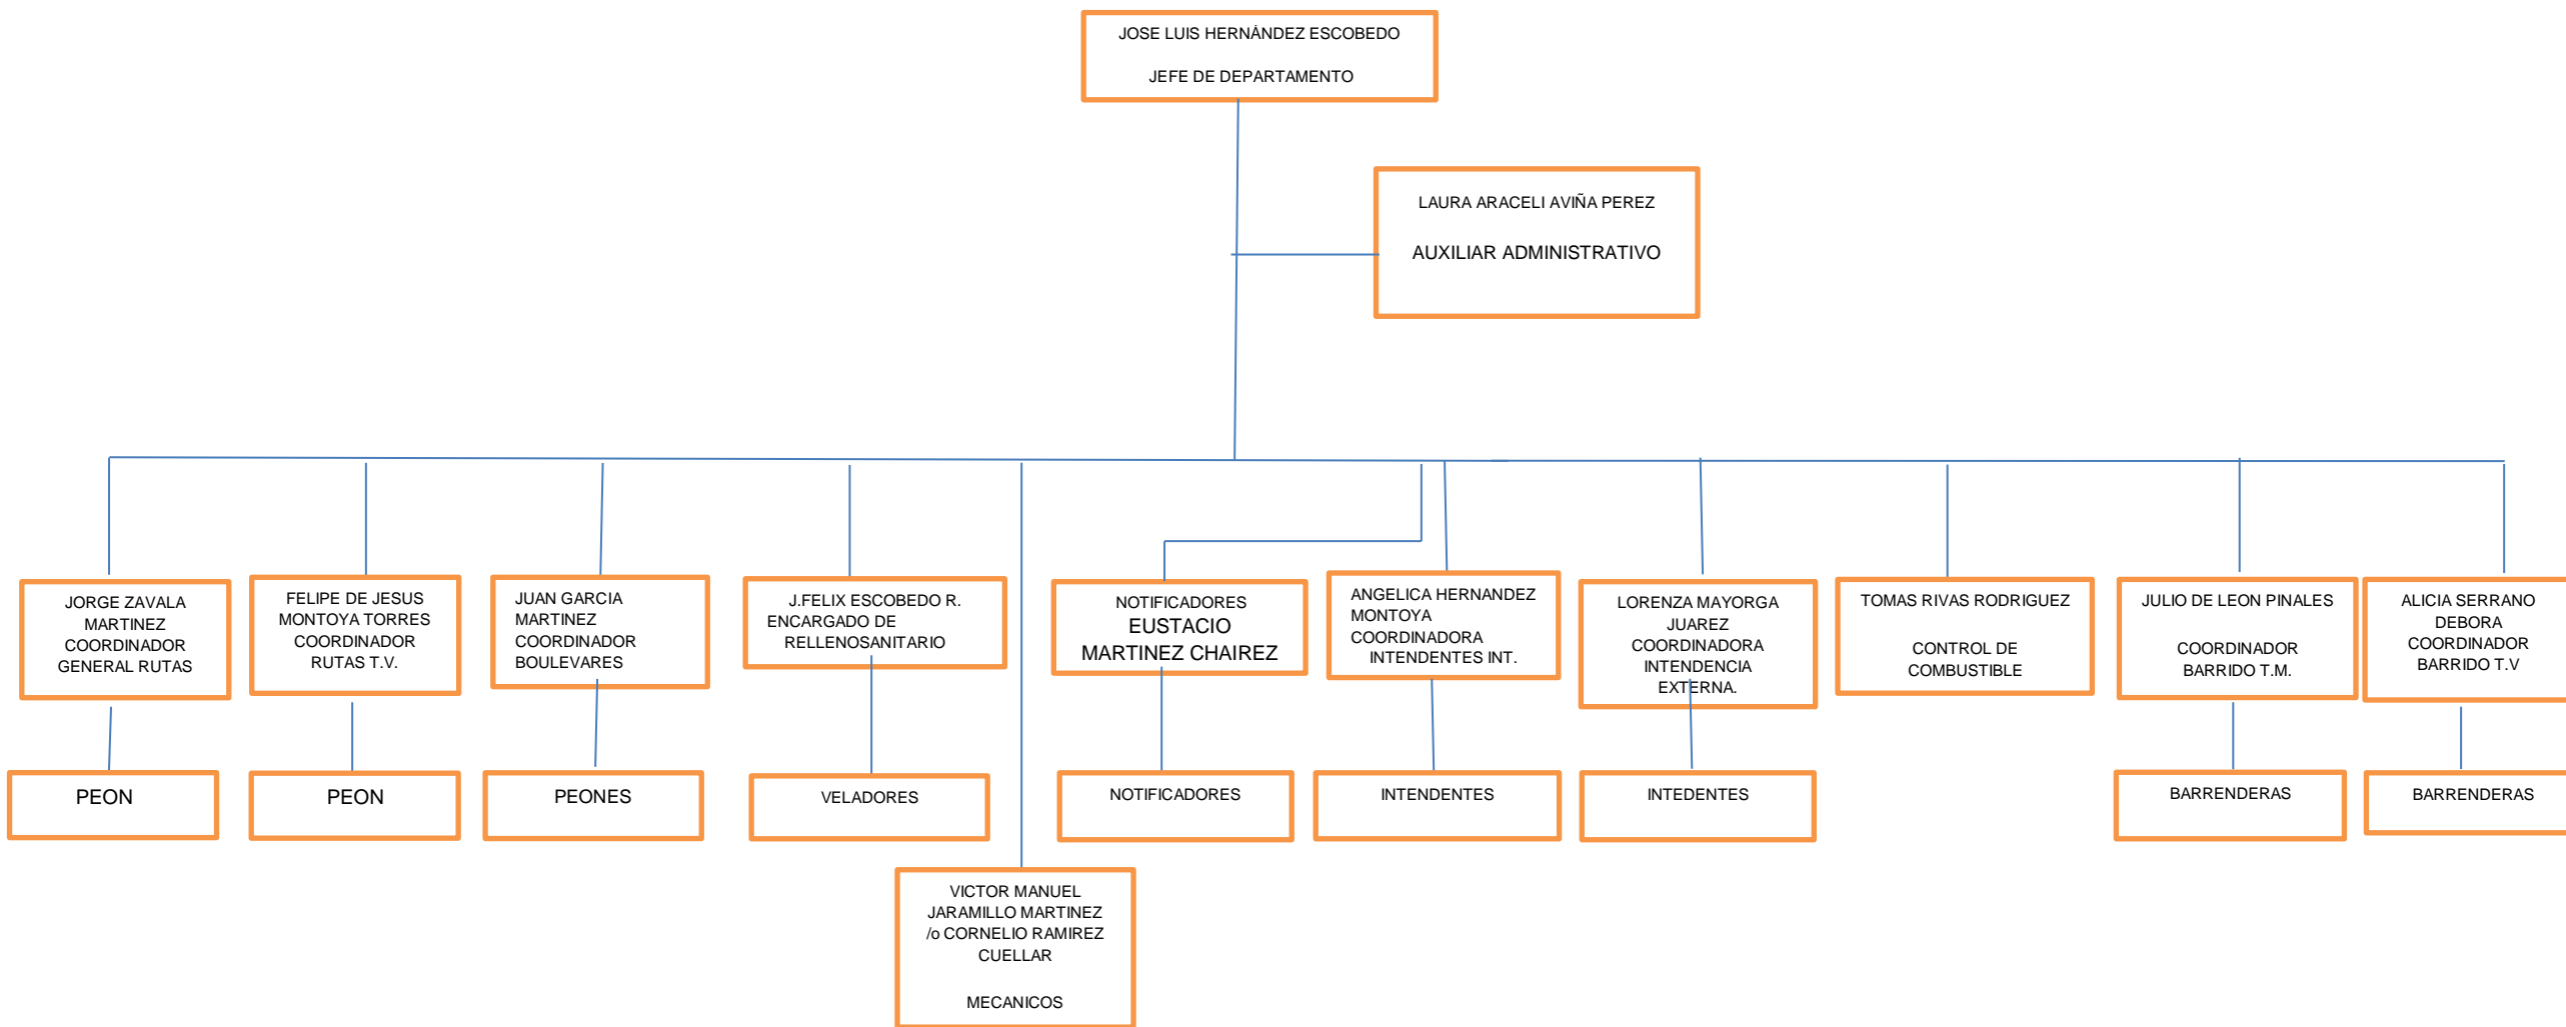 JOSE LUIS HERNÁNDEZ ESCOBEDO
JEFE DE DEPARTAMENTO
LAURA ARACELI AVIÑA PEREZ
AUXILIAR ADMINISTRATIVO
JORGE ZAVALA
MARTINEZ
COORDINADOR
GENERAL RUTAS
FELIPE DE JESUS
MONTOYA TORRES
COORDINADOR
RUTAS T.V.
JUAN GARCIA
MARTINEZ
COORDINADOR
BOULEVARES
J.FELIX ESCOBEDO R.
ENCARGADO DE
RELLENOSANITARIO
NOTIFICADORES
EUSTACIO
MARTINEZ CHAIREZ
ANGELICA HERNANDEZ
MONTOYA
COORDINADORA
INTENDENTES INT.
LORENZA MAYORGA
JUAREZ
COORDINADORA
INTENDENCIA
EXTERNA.
TOMAS RIVAS RODRIGUEZ
CONTROL DE
COMBUSTIBLE
JULIO DE LEON PINALES
COORDINADOR
BARRIDO T.M.
ALICIA SERRANO
DEBORA
COORDINADOR
BARRIDO T.V
PEON
PEON
PEONES
VELADORES
NOTIFICADORES
INTENDENTES
INTEDENTES
BARRENDERAS
BARRENDERAS
VICTOR MANUEL
JARAMILLO MARTINEZ
/o CORNELIO RAMIREZ
CUELLAR
MECANICOS